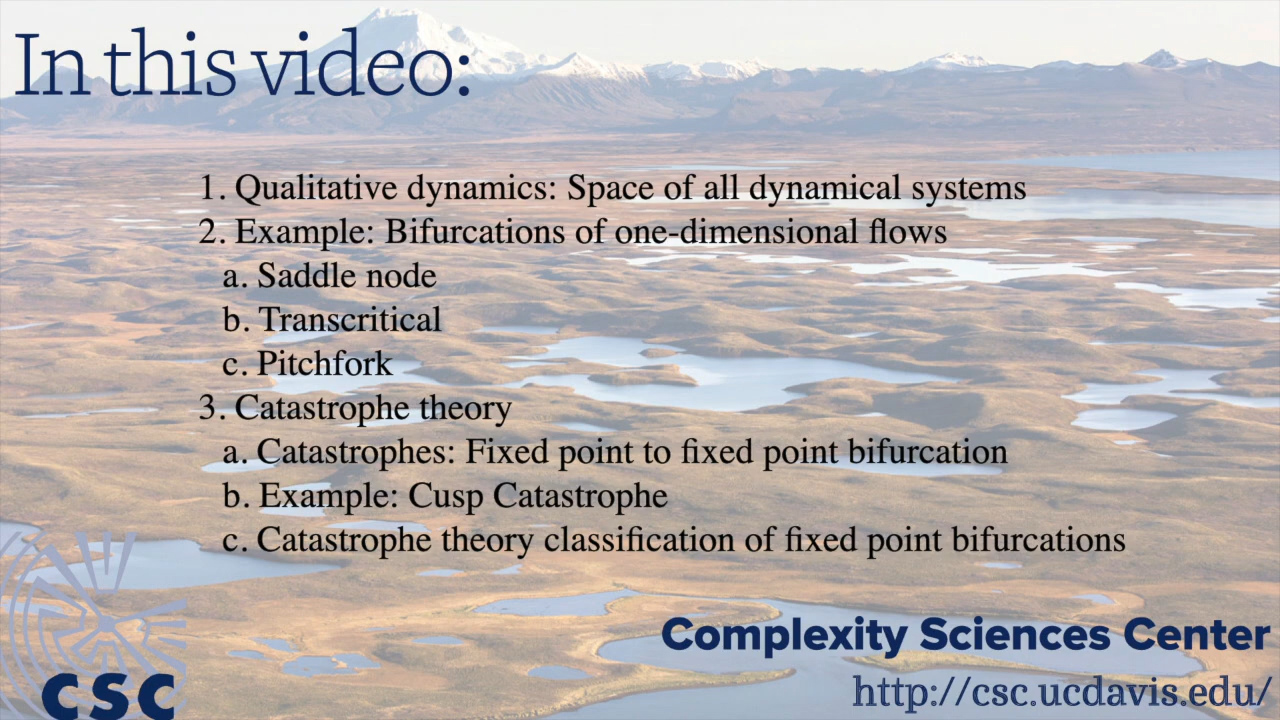 In this video:
1. Qualitative dynamics: Space of all dynamical systems
2. Example: Bifurcations of one-dimensional flows
a. Saddle node
b. Transcritical
c. Pitchfork
3. Catastrophe theory
a. Catastrophes: Fixed point to fixed point bifurcation
b. Example: Cusp Catastrophe
c. Catastrophe theory classification of fixed point bifurcations
Complexity Sciences Center
CSC
http://csc.ucdavis.edu/